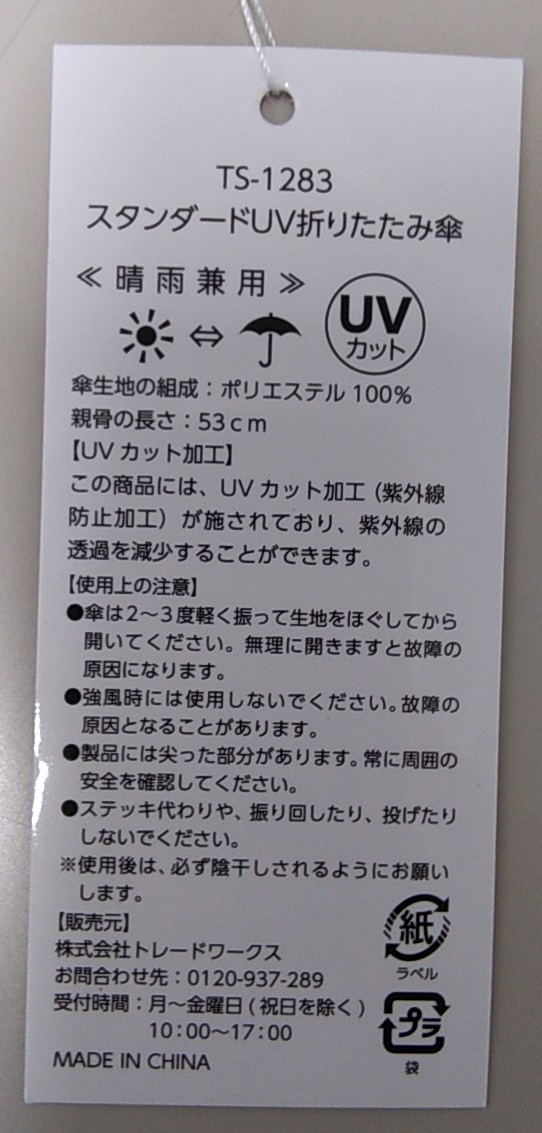 TS-1283
スタンダードUV折りたたみ傘
≪ 晴雨兼用 ≫
UV
カット
傘生地の組成：ポリエステル 100%
親骨の長さ：53ｃｍ
【UV カット加工】
この商品には、UV カット加工（紫外線
防止加工）が施されており、紫外線の
透過を減少することができます。
【使用上の注意】
●傘は2〜3度軽く振って生地をほぐしてから
開いてください。無理に開きますと故障の
原因になります。
●強風時には使用しないでください。故障の
原因となることがあります。
●製品には尖った部分があります。常に周囲の
安全を確認してください。
●ステッキ代わりや、振り回したり、投げたり
しないでください。
※使用後は、必ず陰干しされるようにお願い
します。
【販売元】
株式会社トレードワークス
お問合わせ先：0120-937-289
受付時間：月〜金曜日(祝日を除く)
10:00〜17:00
MADE IN CHINA
紙
ラベル
プラ
袋